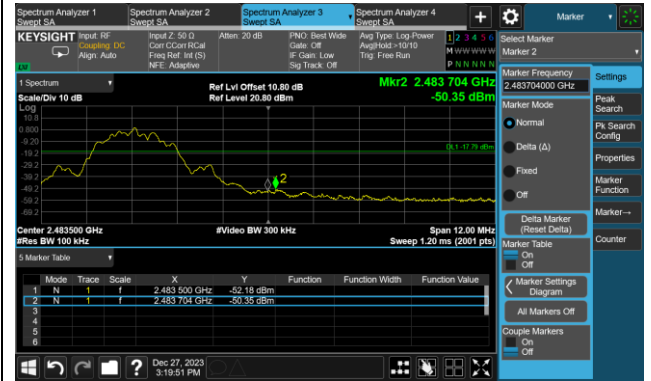 Spectrum Analyzer 1
Swept SA
Spectrum Analyzer 2
Swept SA
Spectrum Analyzer 3
Swept SA
Spectrum Analyzer 4
Swept SA
+
Marker
KEYSIGHT
Input: RF
Coupling: DC
Align: Auto
Input Z: 50 Ω
Corr CCorr RCal
Freq Ref: Int (S)
NFE: Adaptive
Atten: 20 dB
PNO: Best Wide
Gate: Off
IF Gain: Low
Sig Track: Off
Avg Type: Log-Power
Avg|Hold >10/10
Trig: Free Run
1 2 3 4 5 6
M W W W W W
P N N N N N
Select Marker
Marker 2
1 Spectrum
Scale/Div 10 dB
Log
Ref Lvl Offset 10.80 dB
Ref Level 20.80 dBm
Mkr2 2.483 704 GHz
-50.35 dBm
10.8
0.800
-9.20
-19.2
-29.2
-39.2
-49.2
-59.2
-69.2
DL1 -17.79 dBm
2
Center 2.483500 GHz
#Res BW 100 kHz
#Video BW 300 kHz
Span 12.00 MHz
Sweep 1.20 ms (2001 pts)
5 Marker Table
Mode Trace Scale X Y Function Function Width Function Value
1 N 1 f 2.483 500 GHz -52.18 dBm
2 N 1 f 2.483 704 GHz -50.35 dBm
3
4
5
6
Marker Frequency
2.483704000 GHz
Marker Mode
Normal
Delta (Δ)
Fixed
Off
Delta Marker
(Reset Delta)
Marker Table
On
Off
Marker Settings
Diagram
All Markers Off
Couple Markers
On
Off
Settings
Peak
Search
Pk Search
Config
Properties
Marker
Function
Marker→
Counter
?
Dec 27, 2023
3:19:51 PM